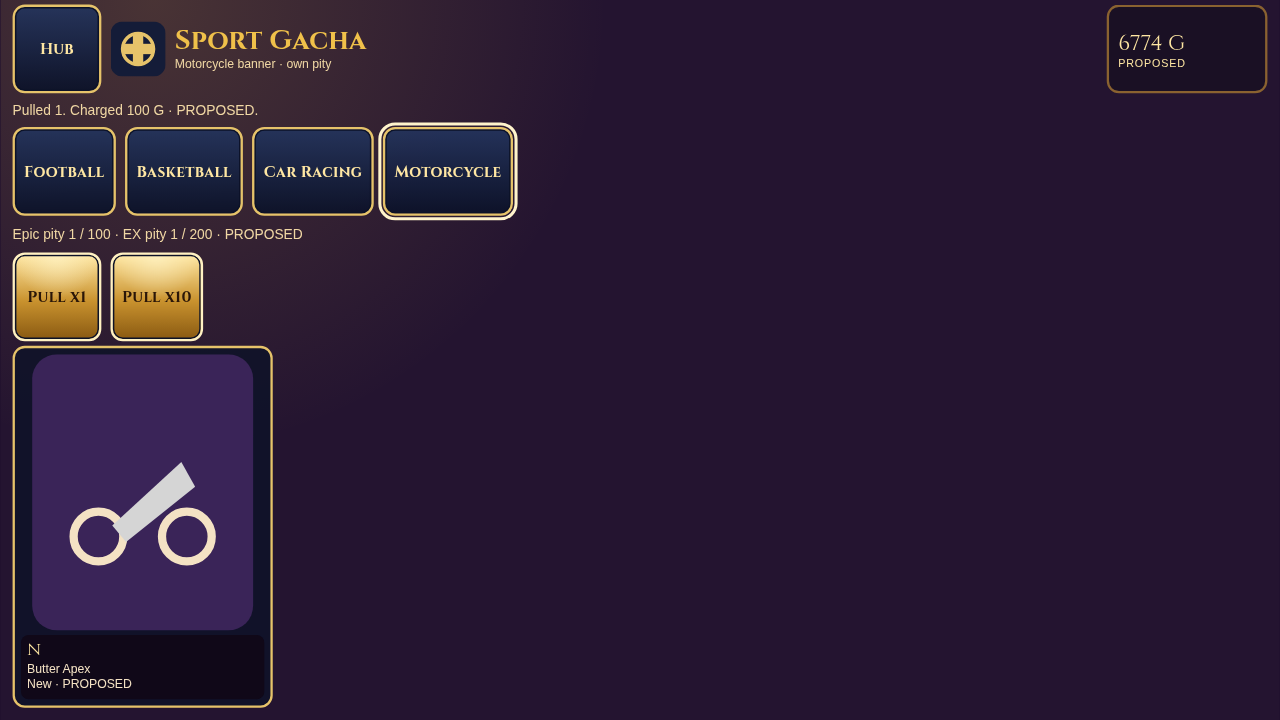 Hub
Sport Gacha
Motorcycle banner · own pity
6774 G
PROPOSED
Pulled 1. Charged 100 G · PROPOSED.
Football
Basketball
Car Racing
Motorcycle
Epic pity 1 / 100 · EX pity 1 / 200 · PROPOSED
Pull x1
Pull x10
N
Butter Apex
New · PROPOSED